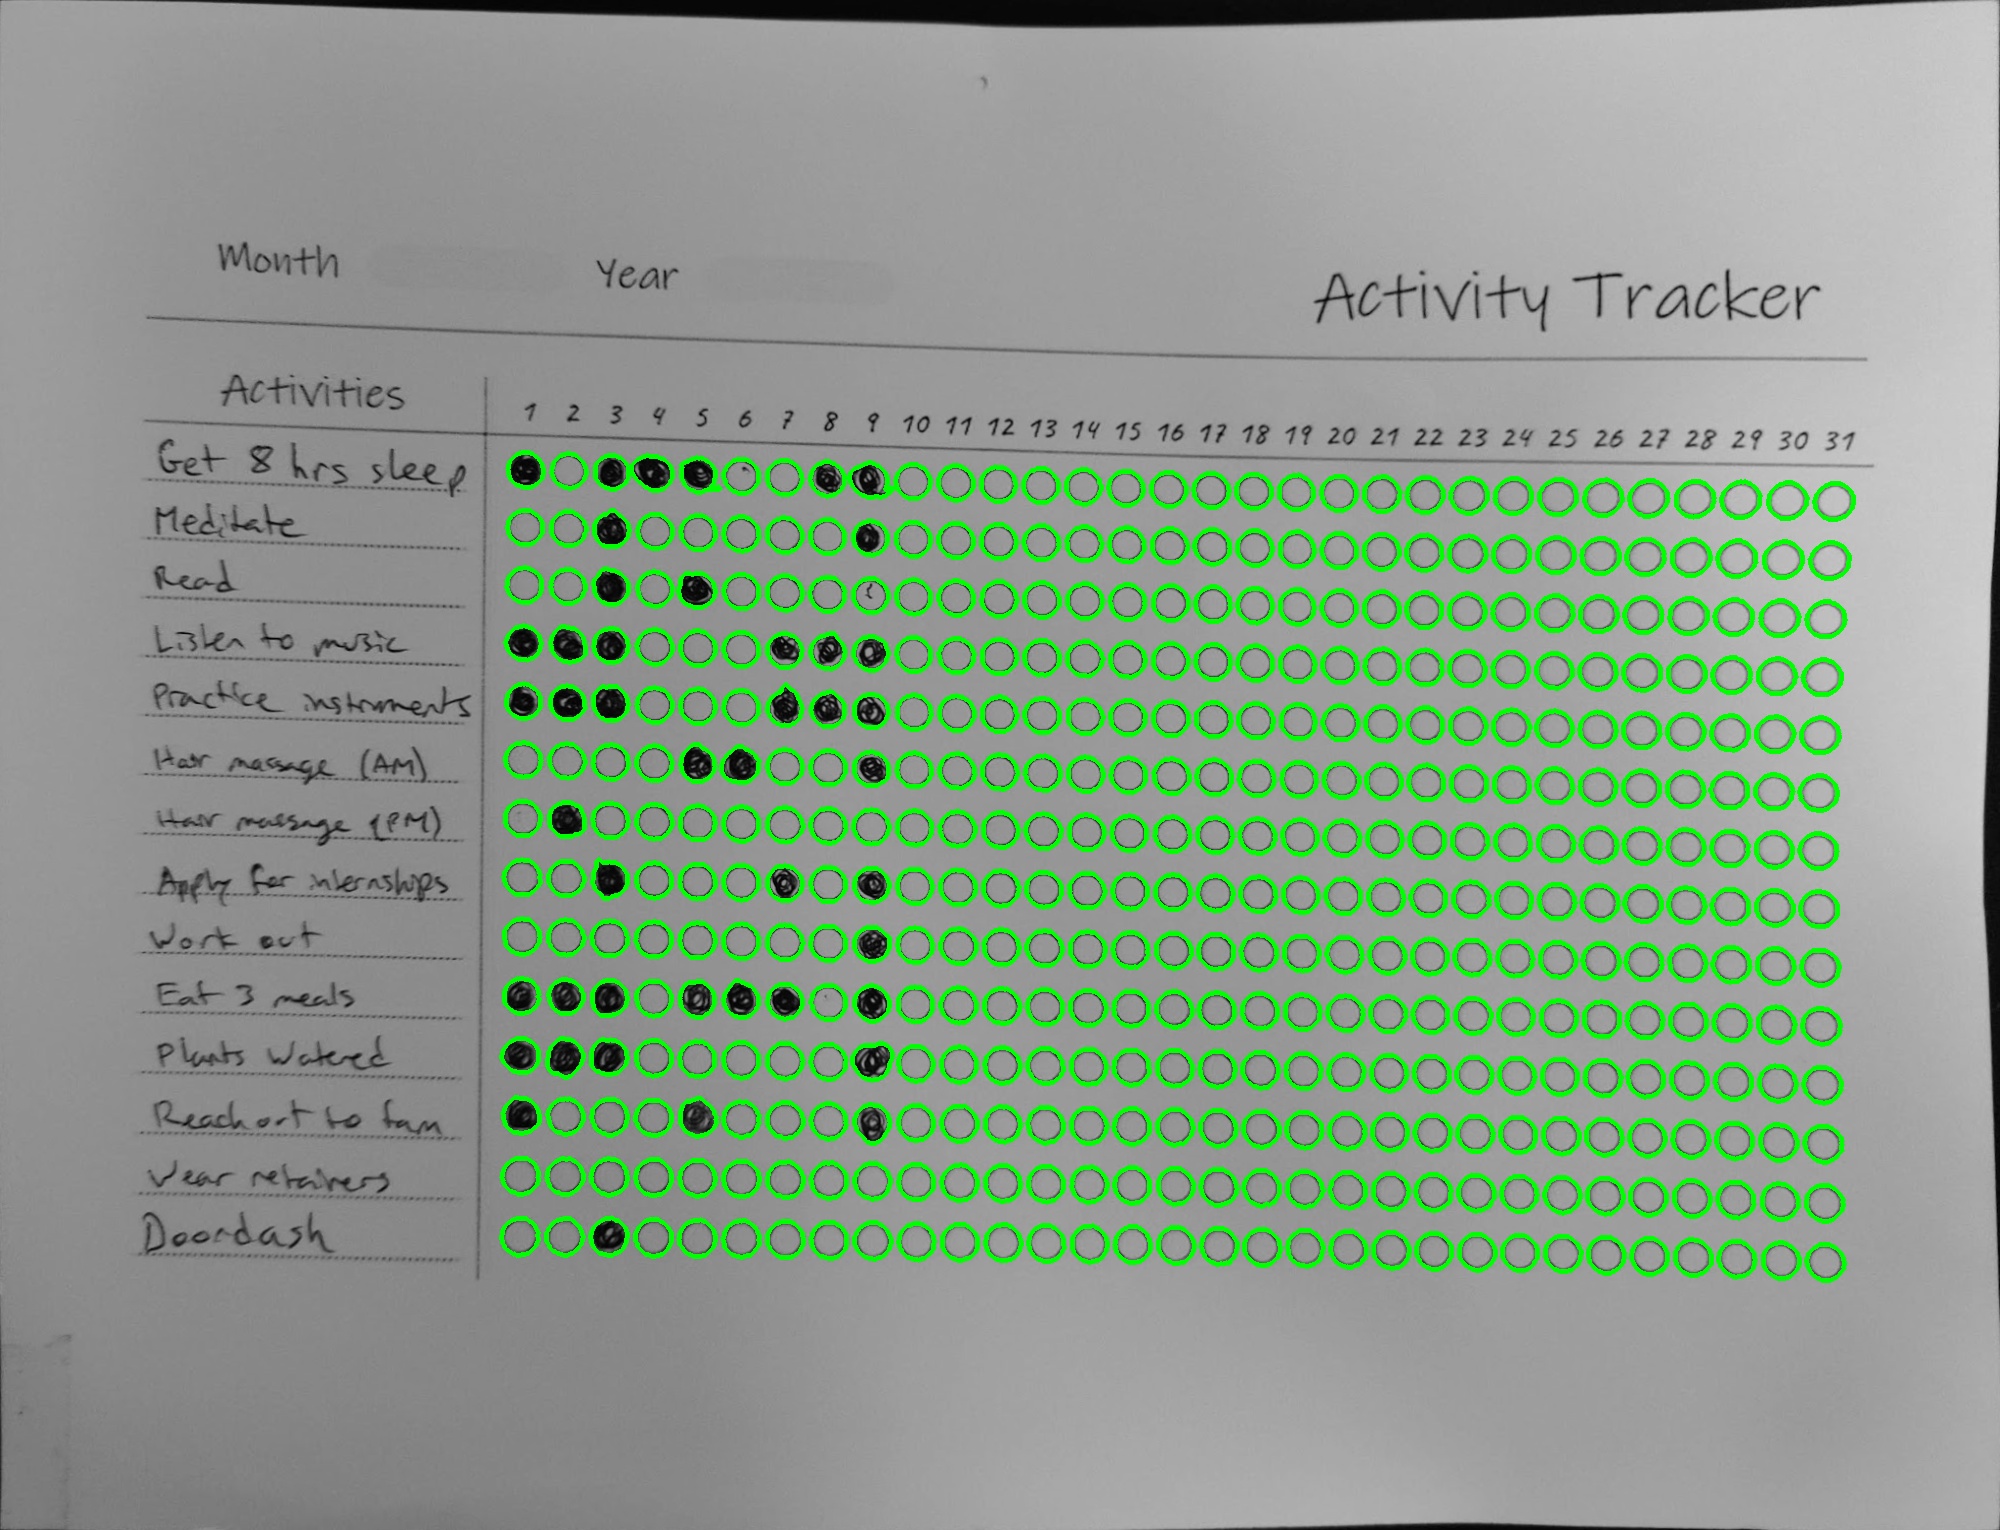 Month Year
Activity Tracker
Activities 1 2 3 4 5 6 7 8 9 10 11 12 13 14 15 16 17 18 19 20 21 22 23 24 25 26 27 28 29 30 31
Get 8 hrs sleep
Meditate
Read
Listen to music
Practice instruments
Hair massage (AM)
Hair massage (PM)
Apply for internships
Work out
Eat 3 meals
Plants Watered
Reach out to fam
Wear retainers
Doordash